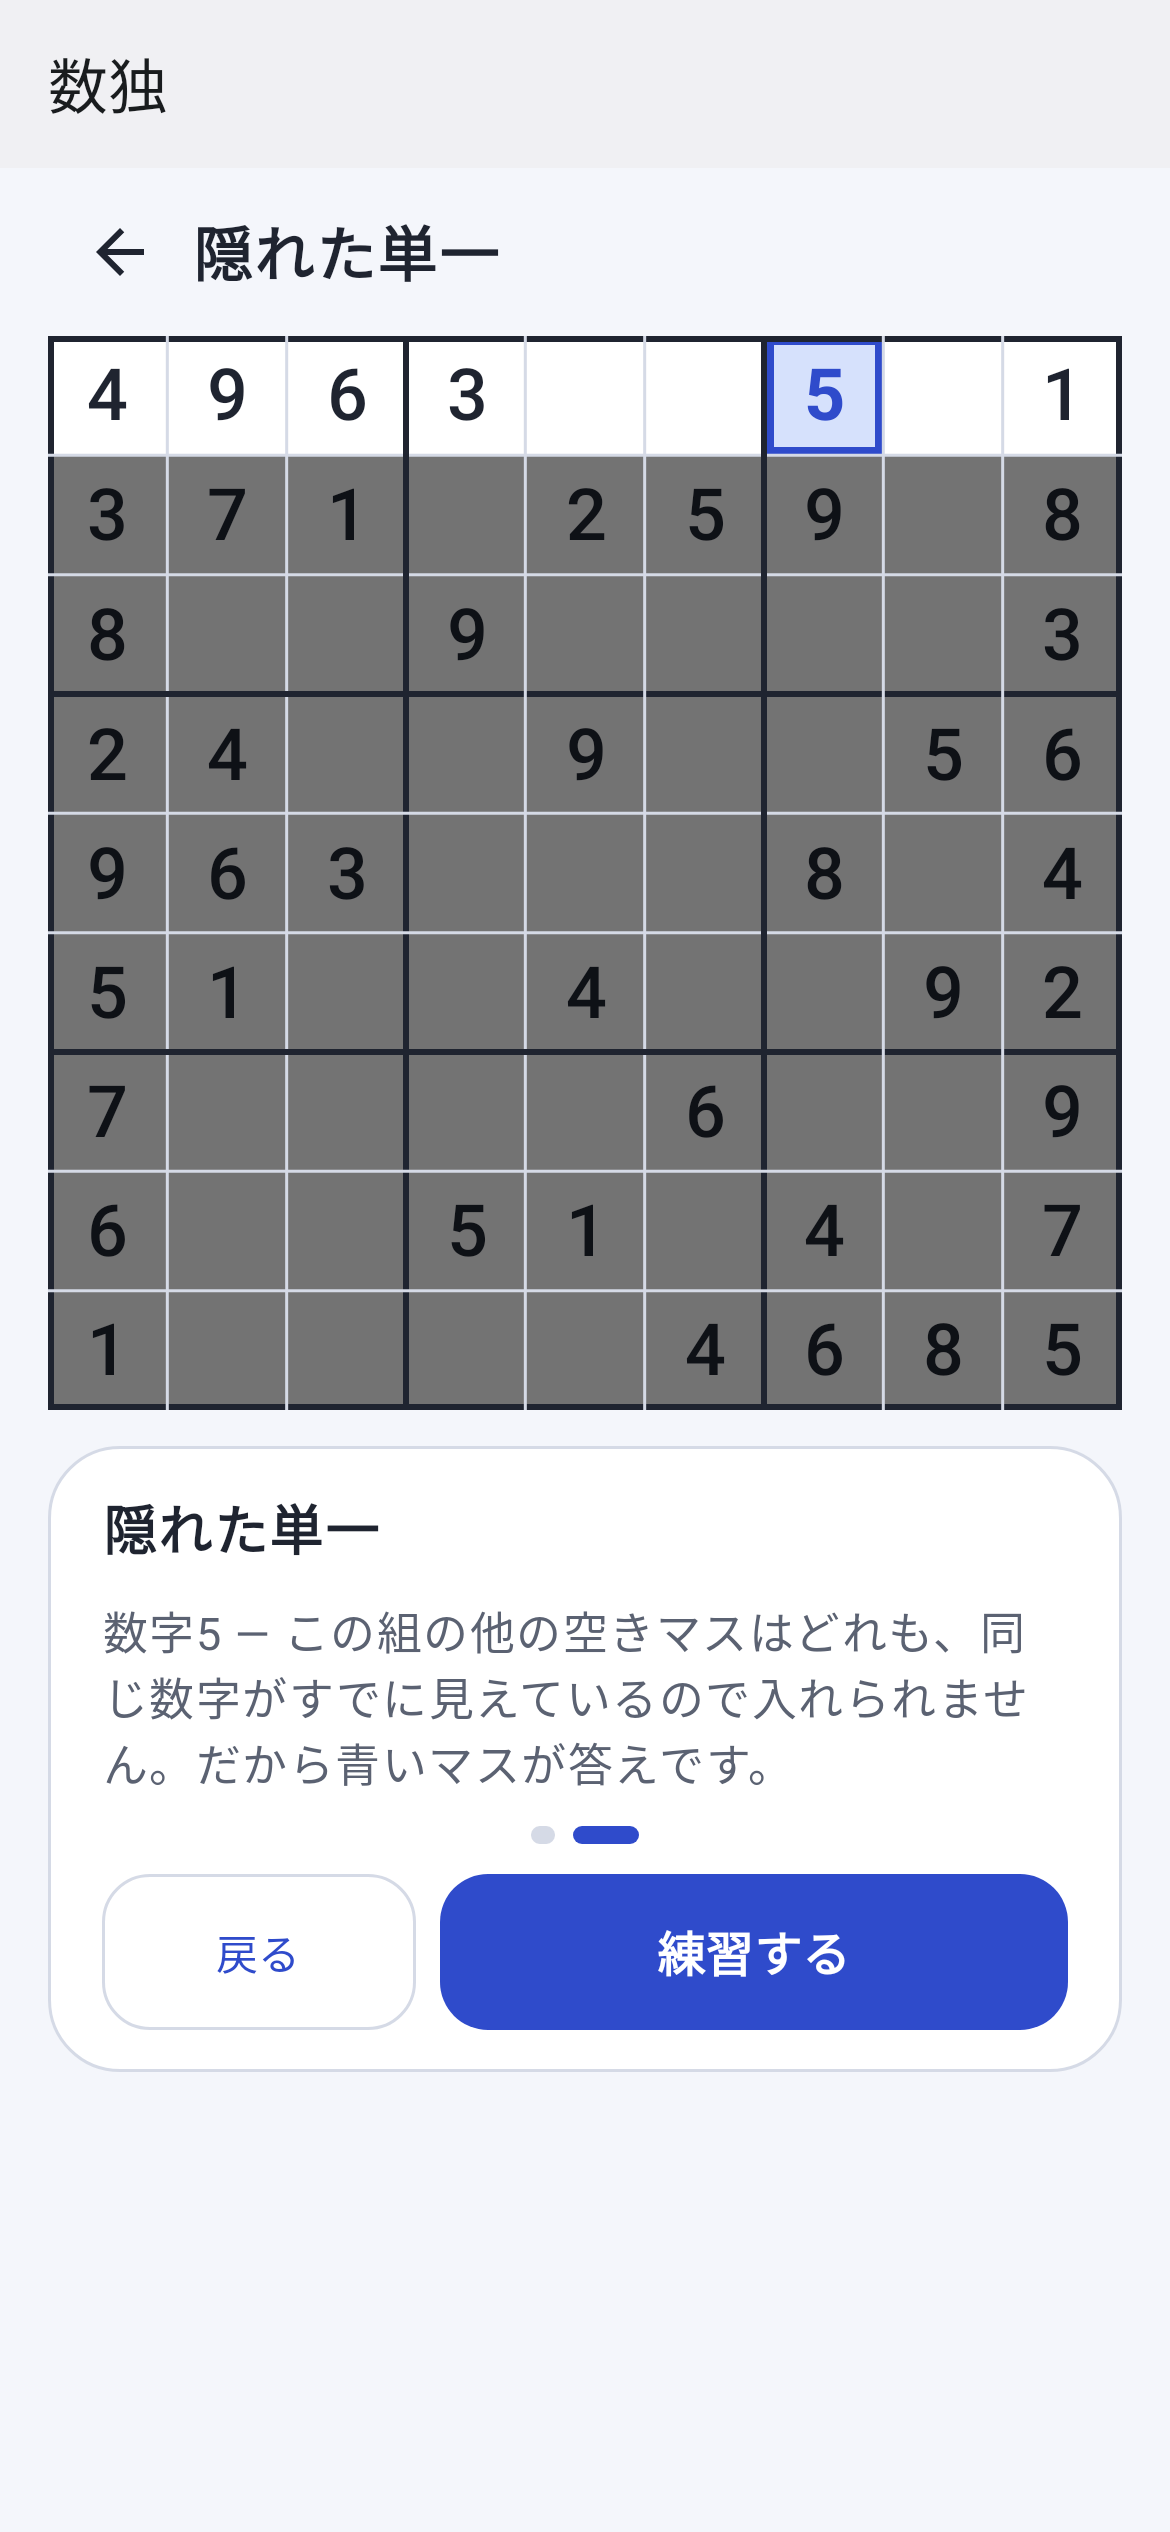 数独
隠れた単一
4 9 6 3 5 1
3 7 1 2 5 9 8
8 9 3
2 4 9 5 6
9 6 3 8 4
5 1 4 9 2
7 6 9
6 5 1 4 7
1 4 6 8 5
隠れた単一
数字5 – この組の他の空きマスはどれも、同
じ数字がすでに見えているので入れられませ
ん。だから青いマスが答えです。
戻る 練習する